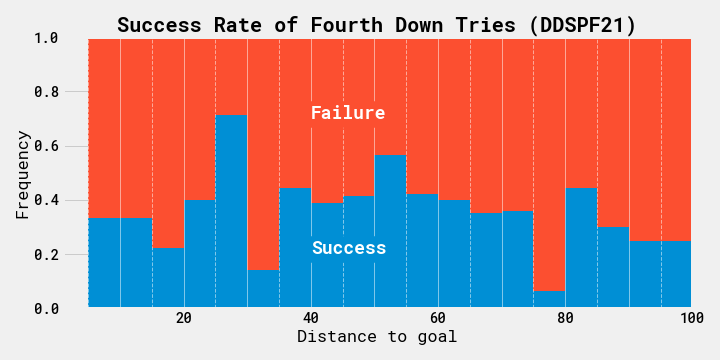 Success Rate of Fourth Down Tries (DDSPF21)
1.0
0.8
0.6
0.4
0.2
0.0
Frequency
Failure
Success
20 40 60 80 100
Distance to goal